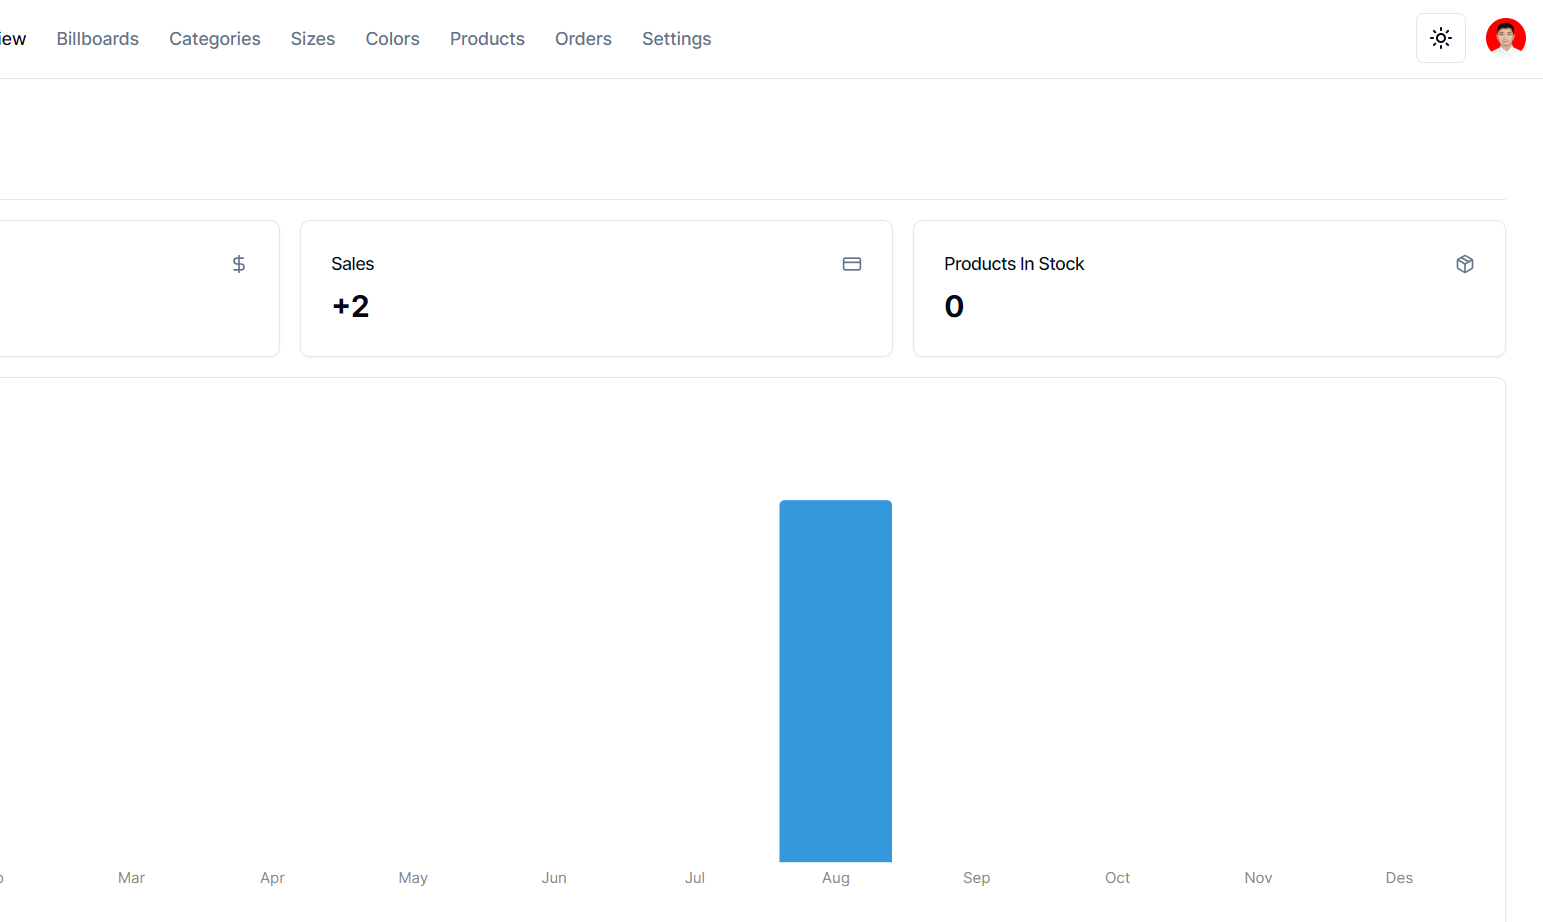 Billboards Categories Sizes Colors Products Orders Settings
Sales
+2
Products In Stock
0
Mar Apr May Jun Jul Aug Sep Oct Nov Des